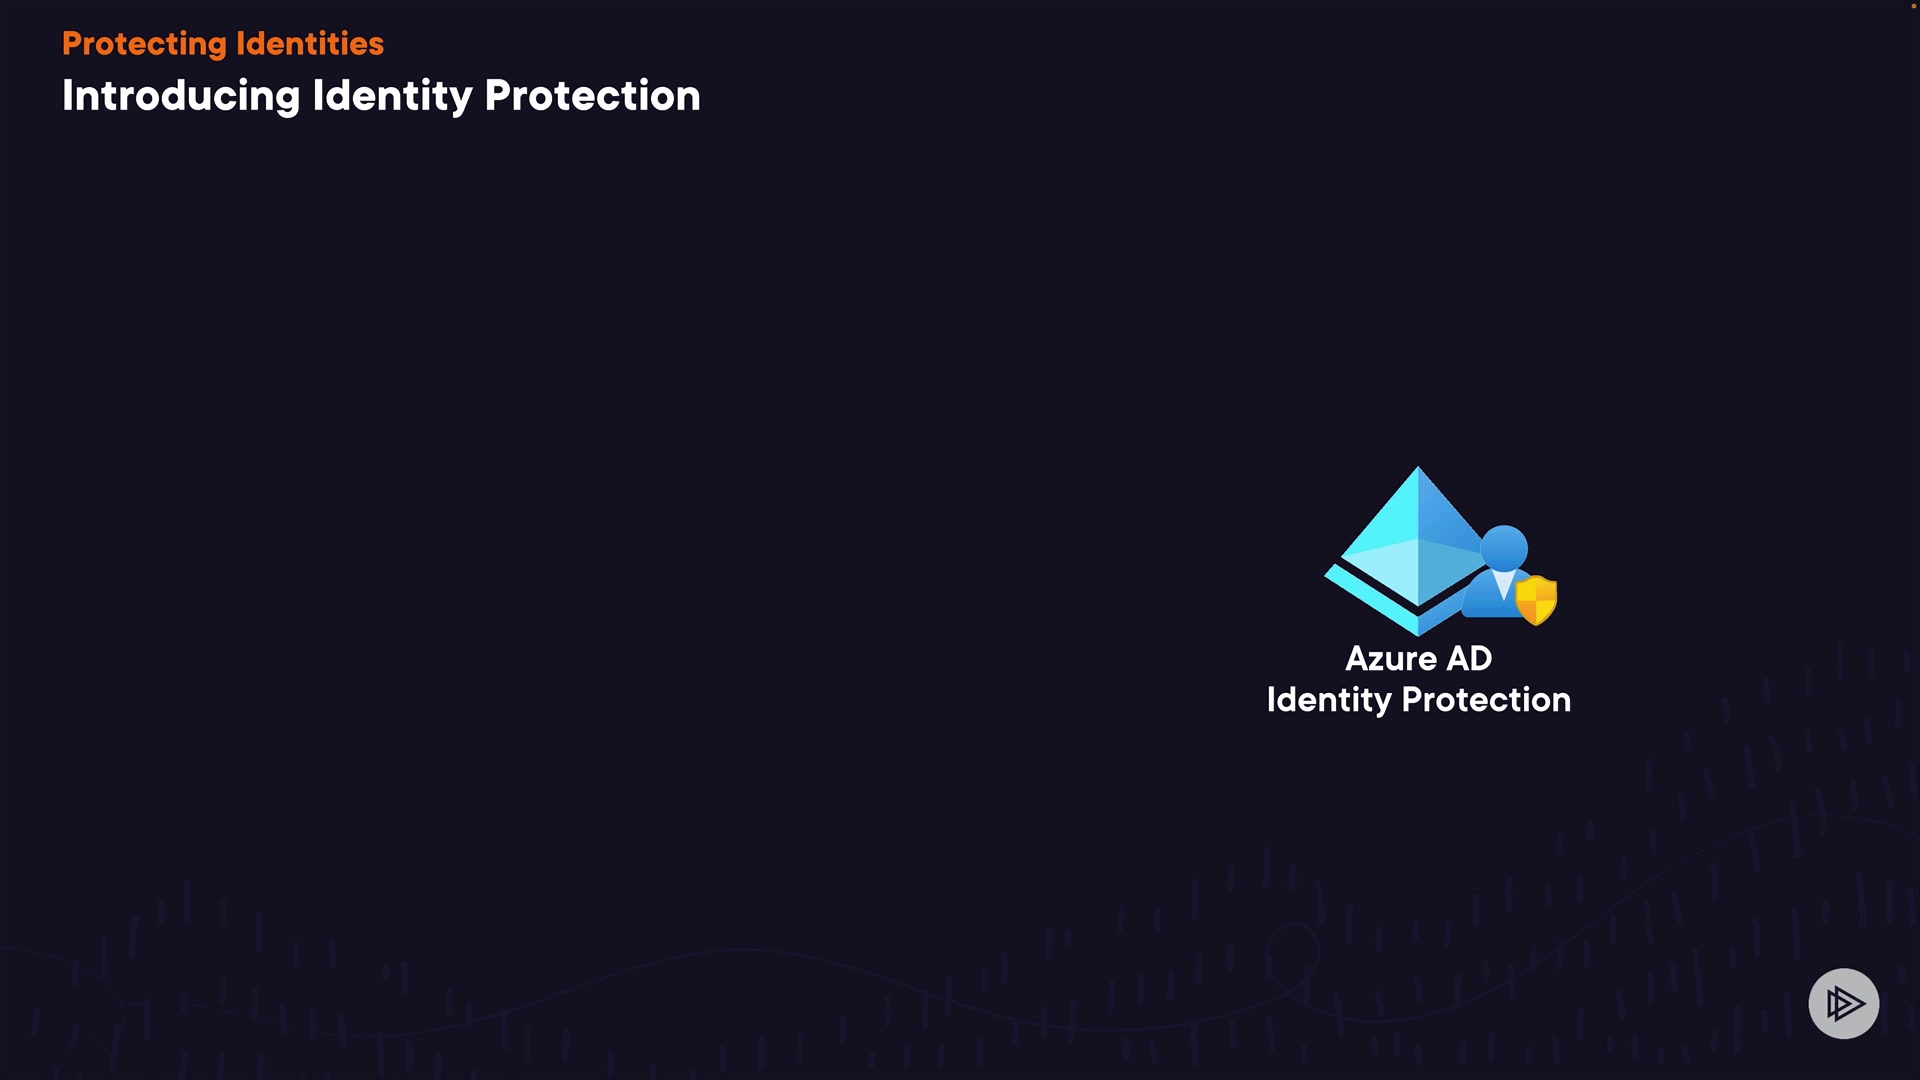 Protecting Identities
Introducing Identity Protection
Azure AD
Identity Protection